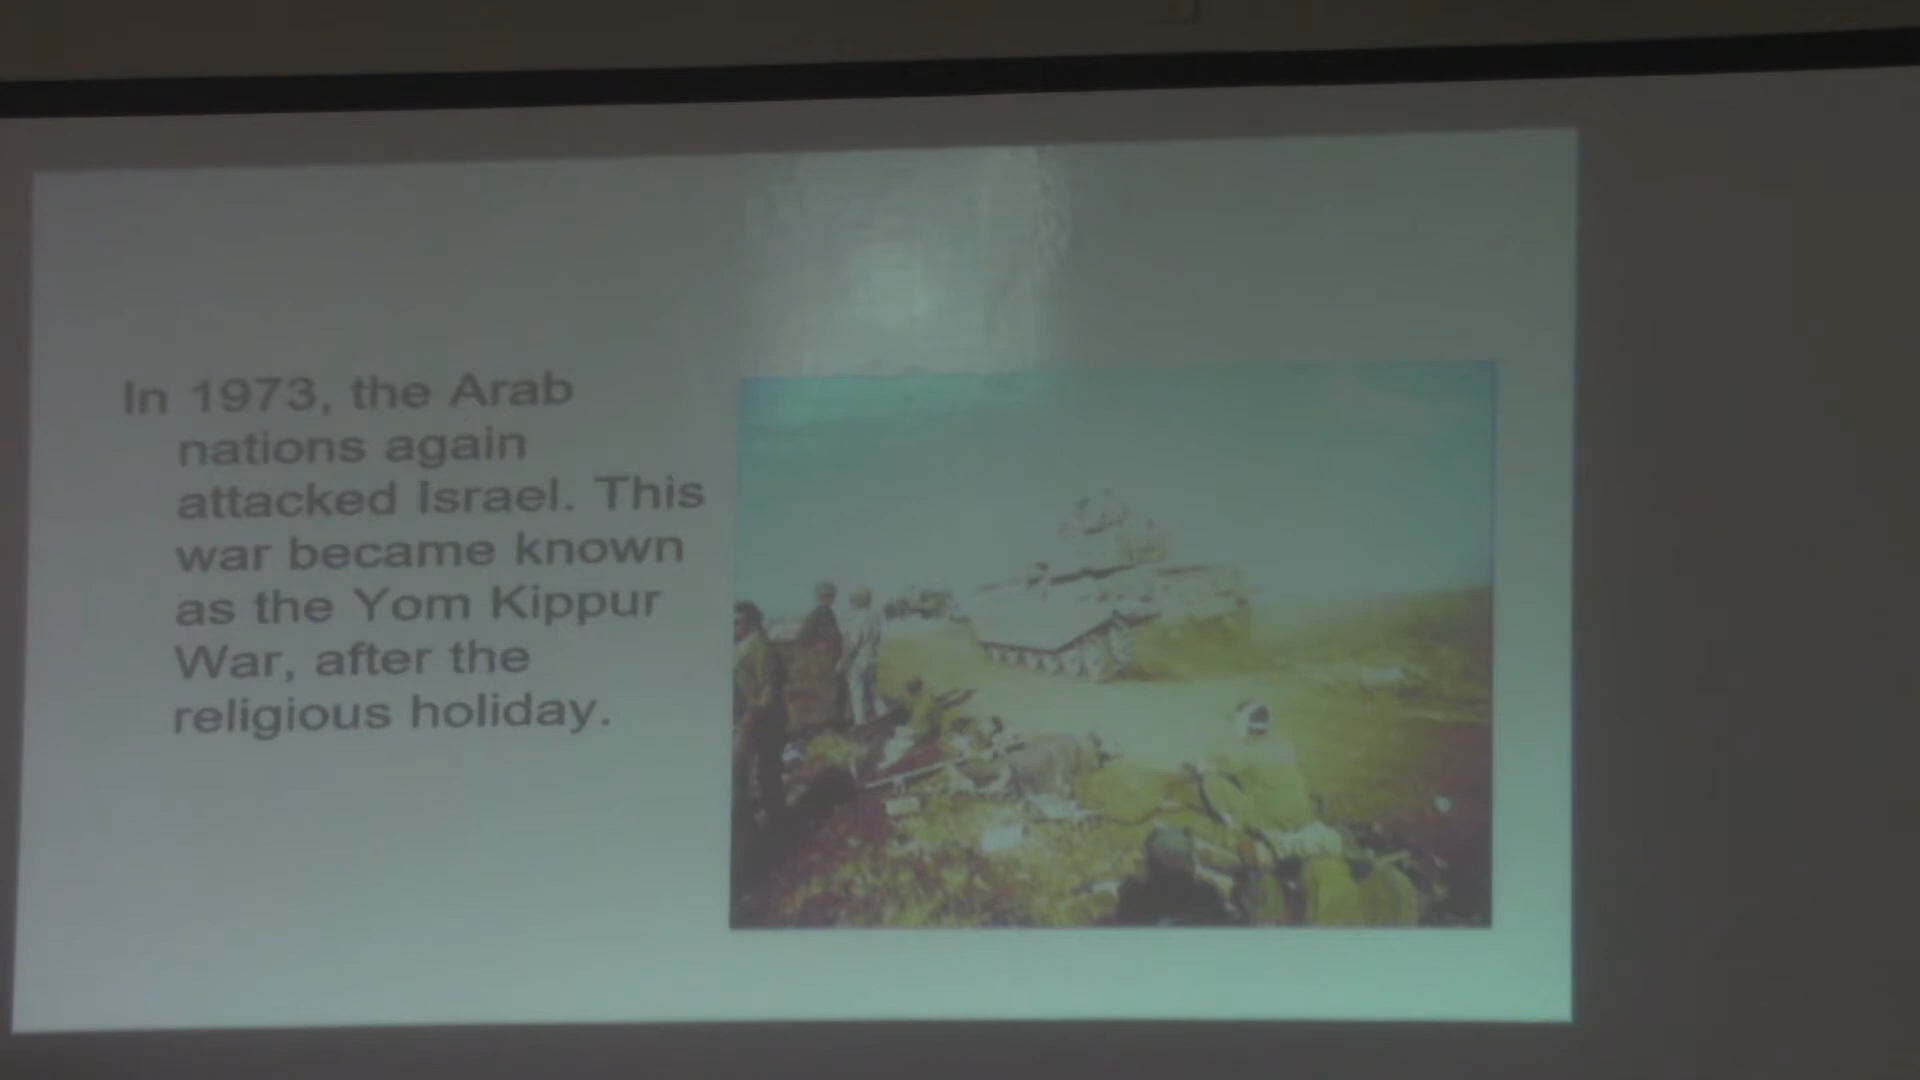 In 1973, the Arab
nations again
attacked Israel. This
war became known
as the Yom Kippur
War, after the
religious holiday.